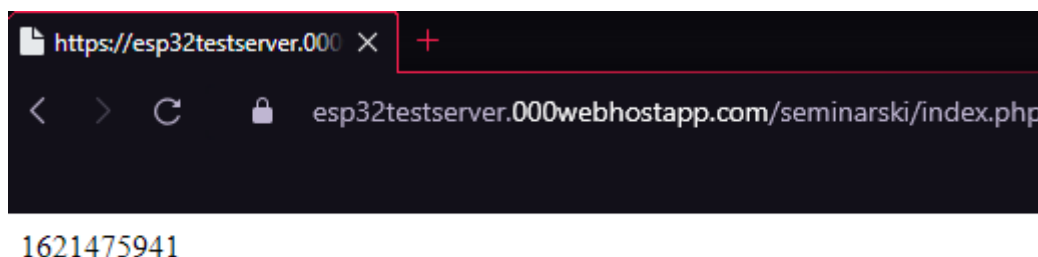 https://esp32testserver.000
esp32testserver.000webhostapp.com/seminarski/index.php
1621475941